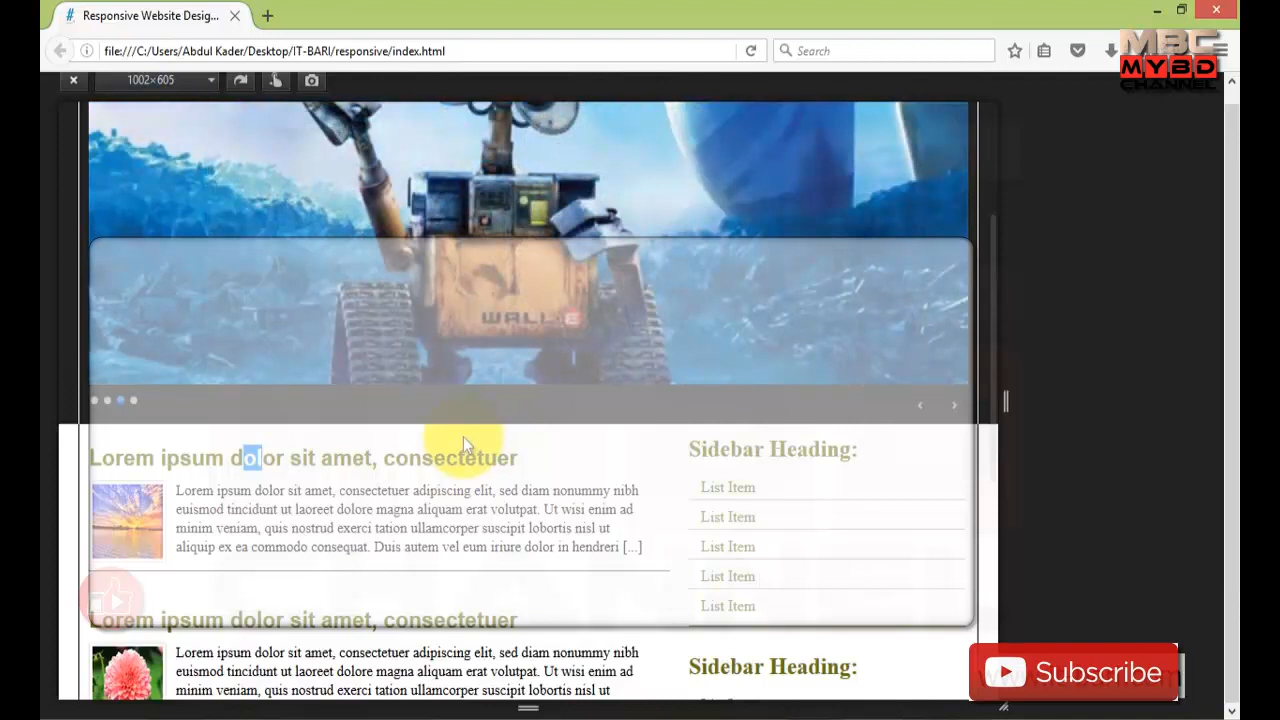 Responsive Website Desig...
file:///C:/Users/Abdul Kader/Desktop/IT-BARI/responsive/index.html
Search
MBC
MYBD
CHANNEL
1002×605
WALL·E
Lorem ipsum dolor sit amet, consectetuer
Lorem ipsum dolor sit amet, consectetuer adipiscing elit, sed diam nonummy nibh
euismod tincidunt ut laoreet dolore magna aliquam erat volutpat. Ut wisi enim ad
minim veniam, quis nostrud exerci tation ullamcorper suscipit lobortis nisl ut
aliquip ex ea commodo consequat. Duis autem vel eum iriure dolor in hendreri [...]
Sidebar Heading:
List Item
List Item
List Item
List Item
List Item
Lorem ipsum dolor sit amet, consectetuer
Lorem ipsum dolor sit amet, consectetuer adipiscing elit, sed diam nonummy nibh
euismod tincidunt ut laoreet dolore magna aliquam erat volutpat. Ut wisi enim ad
minim veniam, quis nostrud exerci tation ullamcorper suscipit lobortis nisl ut
Sidebar Heading:
Subscribe